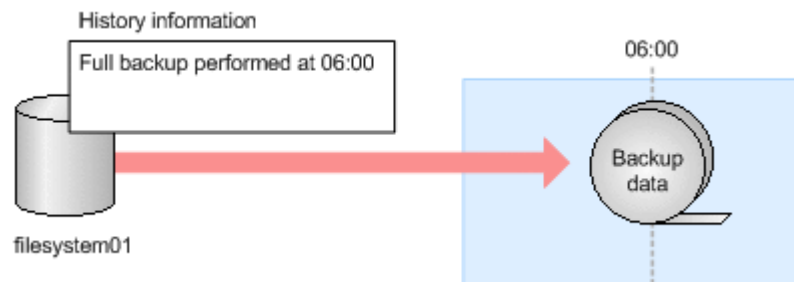 History information
Full backup performed at 06:00
06:00
Backup
data
filesystem01